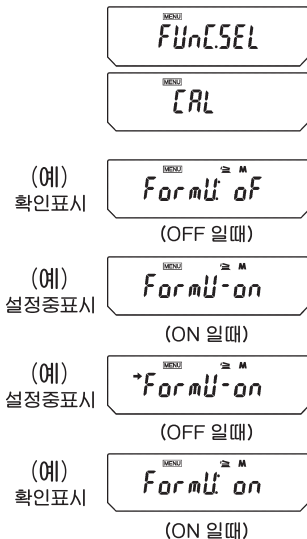 MENU
FUnC.SEL
MENU
CAL
(예)
확인표시
MENU M
FormU: oF
(OFF 일때)
(예)
설정중표시
MENU M
FormU-on
(ON 일때)
(예)
설정중표시
MENU M
→FormU-on
(OFF 일때)
(예)
확인표시
MENU M
FormU: on
(ON 일때)